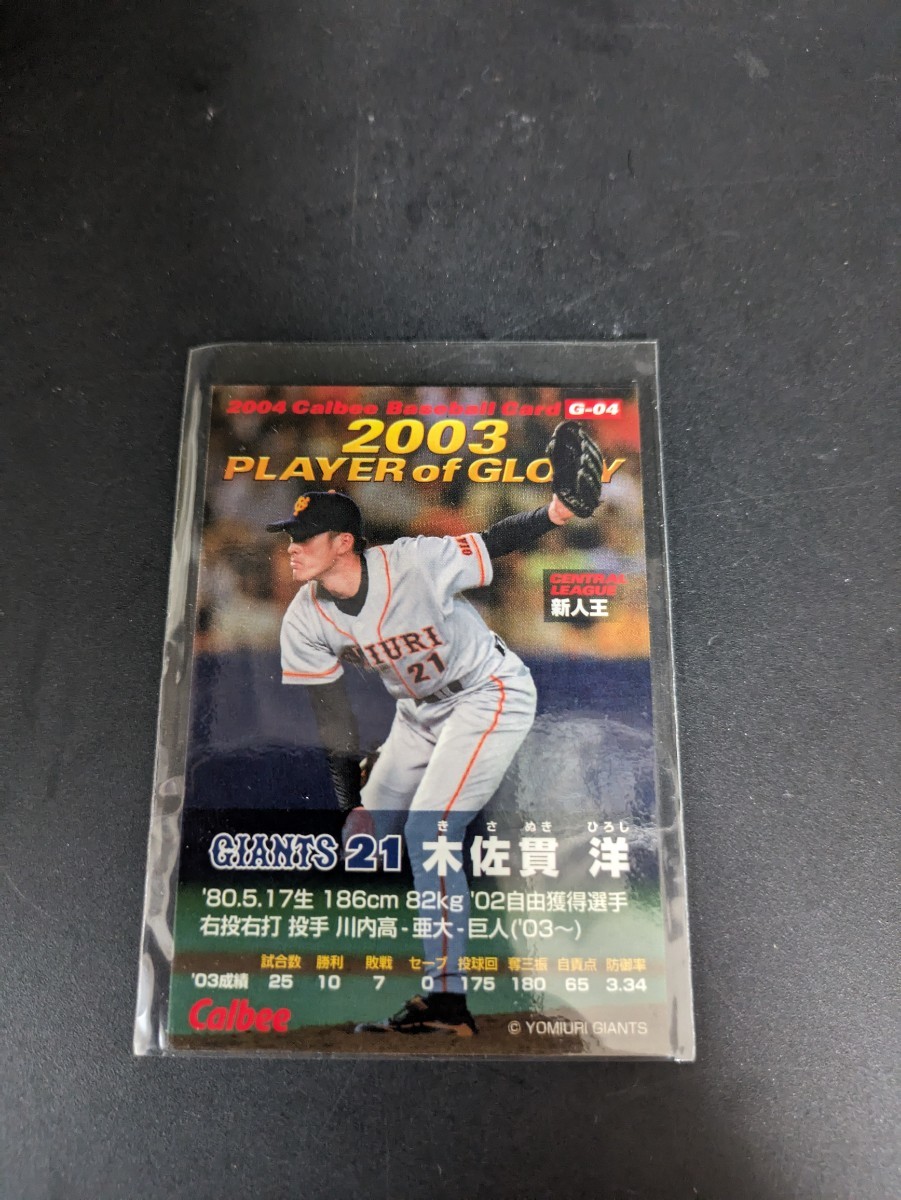 2004 Calbee Baseball Card G-04
2003
PLAYER of GLORY
CENTRAL
LEAGUE
新人王
21
きさぬき ひろし
GIANTS 21 木佐貫 洋
'80.5.17生 186cm 82kg '02自由獲得選手
右投右打 投手 川内高-亜大-巨人('03〜)
試合数 勝利 敗戦 セーブ 投球回 奪三振 自責点 防御率
'03成績 25 10 7 0 175 180 65 3.34
Calbee
© YOMIURI GIANTS